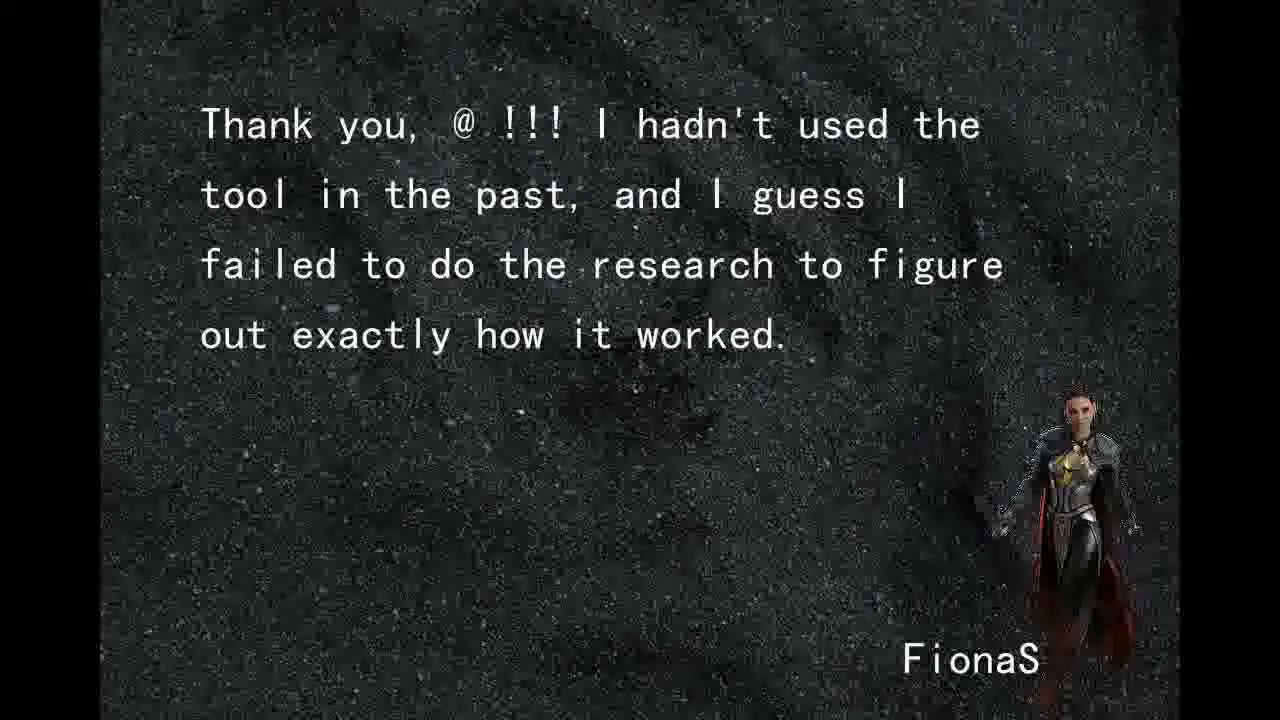 Thank you, @ !!! I hadn't used the
tool in the past, and I guess I
failed to do the research to figure
out exactly how it worked.
FionaS